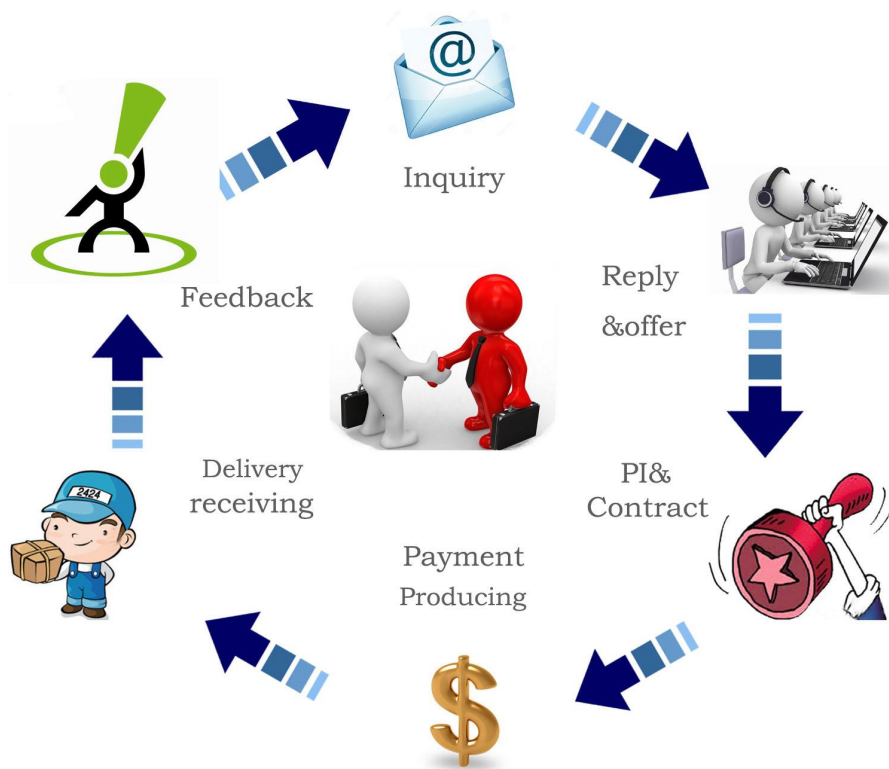 @
Inquiry
Reply
&offer
PI&
Contract
Payment
Producing
Delivery
receiving
2424
Feedback
$